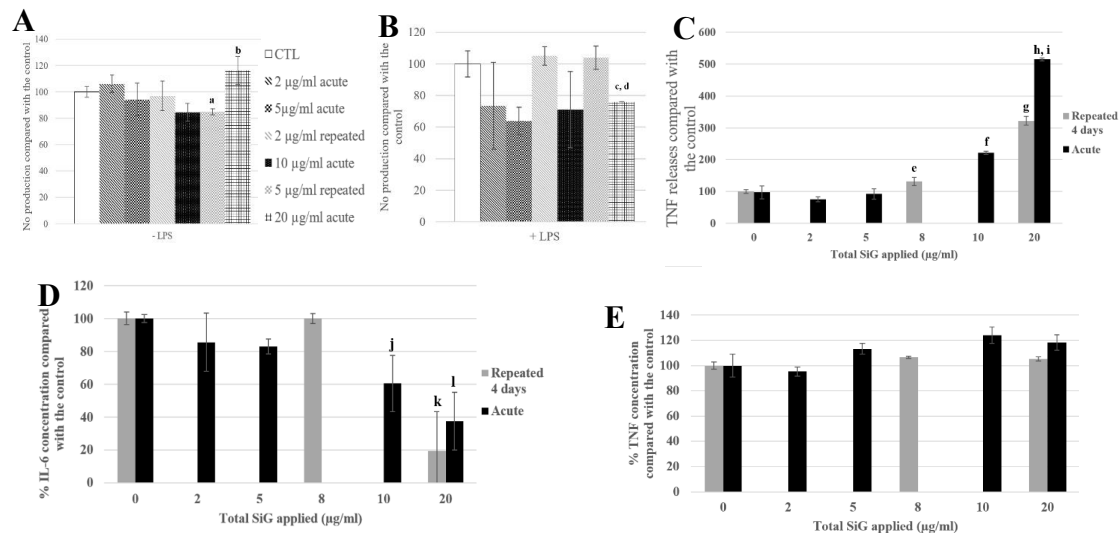 A
No production compared with the control
140
120
100
80
60
40
20
0
a
b
- LPS
CTL
2 µg/ml acute
5µg/ml acute
2 µg/ml repeated
10 µg/ml acute
5 µg/ml repeated
20 µg/ml acute
B
No production compared with the
control
120
100
80
60
40
20
0
c, d
+ LPS
C
TNF releases compared with
the control
600
500
400
300
200
100
0
e
f
g
h, i
0 2 5 8 10 20
Total SiG applied (µg/ml)
Repeated
4 days
Acute
D
% IL-6 concentration compared
with the control
120
100
80
60
40
20
0
j
k
l
0 2 5 8 10 20
Total SiG applied (µg/ml)
Repeated
4 days
Acute
E
% TNF concentration
compared with the control
140
120
100
80
60
40
20
0
0 2 5 8 10 20
Total SiG applied (µg/ml)